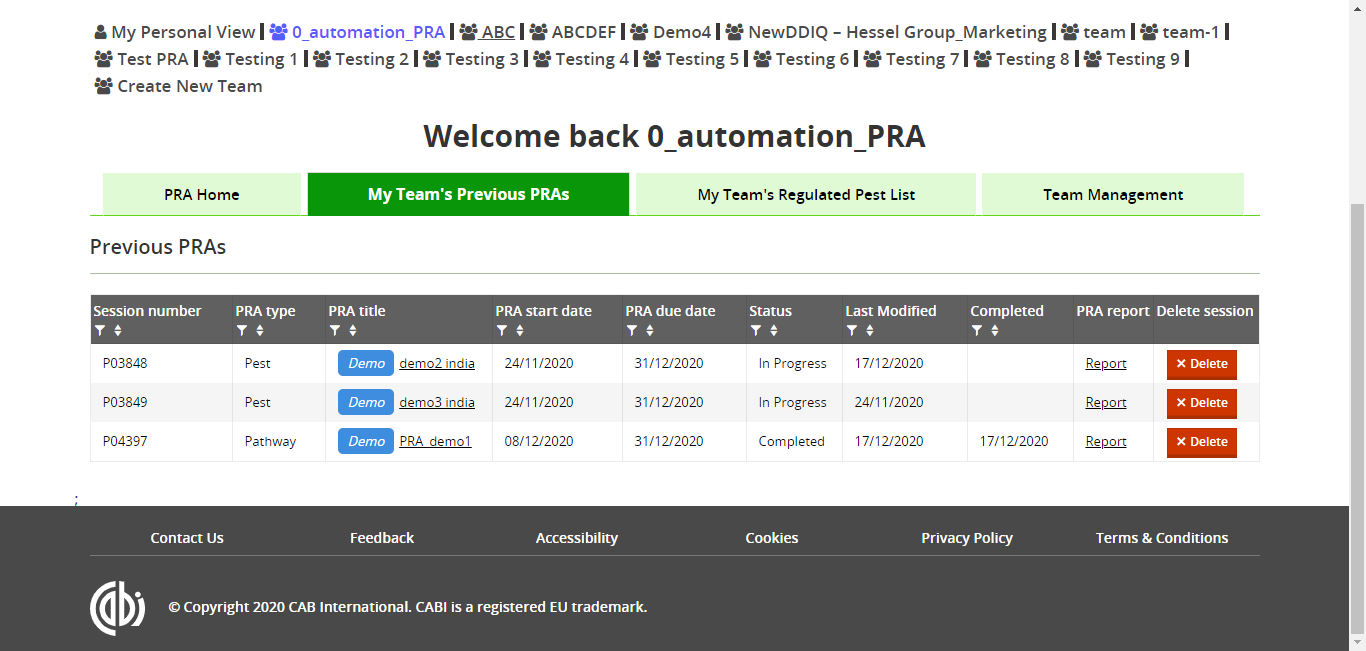 My Personal View | 0_automation_PRA | ABC | ABCDEF | Demo4 | NewDDIQ – Hessel Group_Marketing | team | team-1 |
Test PRA | Testing 1 | Testing 2 | Testing 3 | Testing 4 | Testing 5 | Testing 6 | Testing 7 | Testing 8 | Testing 9 |
Create New Team
Welcome back 0_automation_PRA
PRA Home My Team's Previous PRAs My Team's Regulated Pest List Team Management
Previous PRAs
Session number PRA type PRA title PRA start date PRA due date Status Last Modified Completed PRA report Delete session
P03848 Pest Demo demo2 india 24/11/2020 31/12/2020 In Progress 17/12/2020 Report × Delete
P03849 Pest Demo demo3 india 24/11/2020 31/12/2020 In Progress 24/11/2020 Report × Delete
P04397 Pathway Demo PRA_demo1 08/12/2020 31/12/2020 Completed 17/12/2020 17/12/2020 Report × Delete
;
Contact Us Feedback Accessibility Cookies Privacy Policy Terms & Conditions
cabi © Copyright 2020 CAB International. CABI is a registered EU trademark.